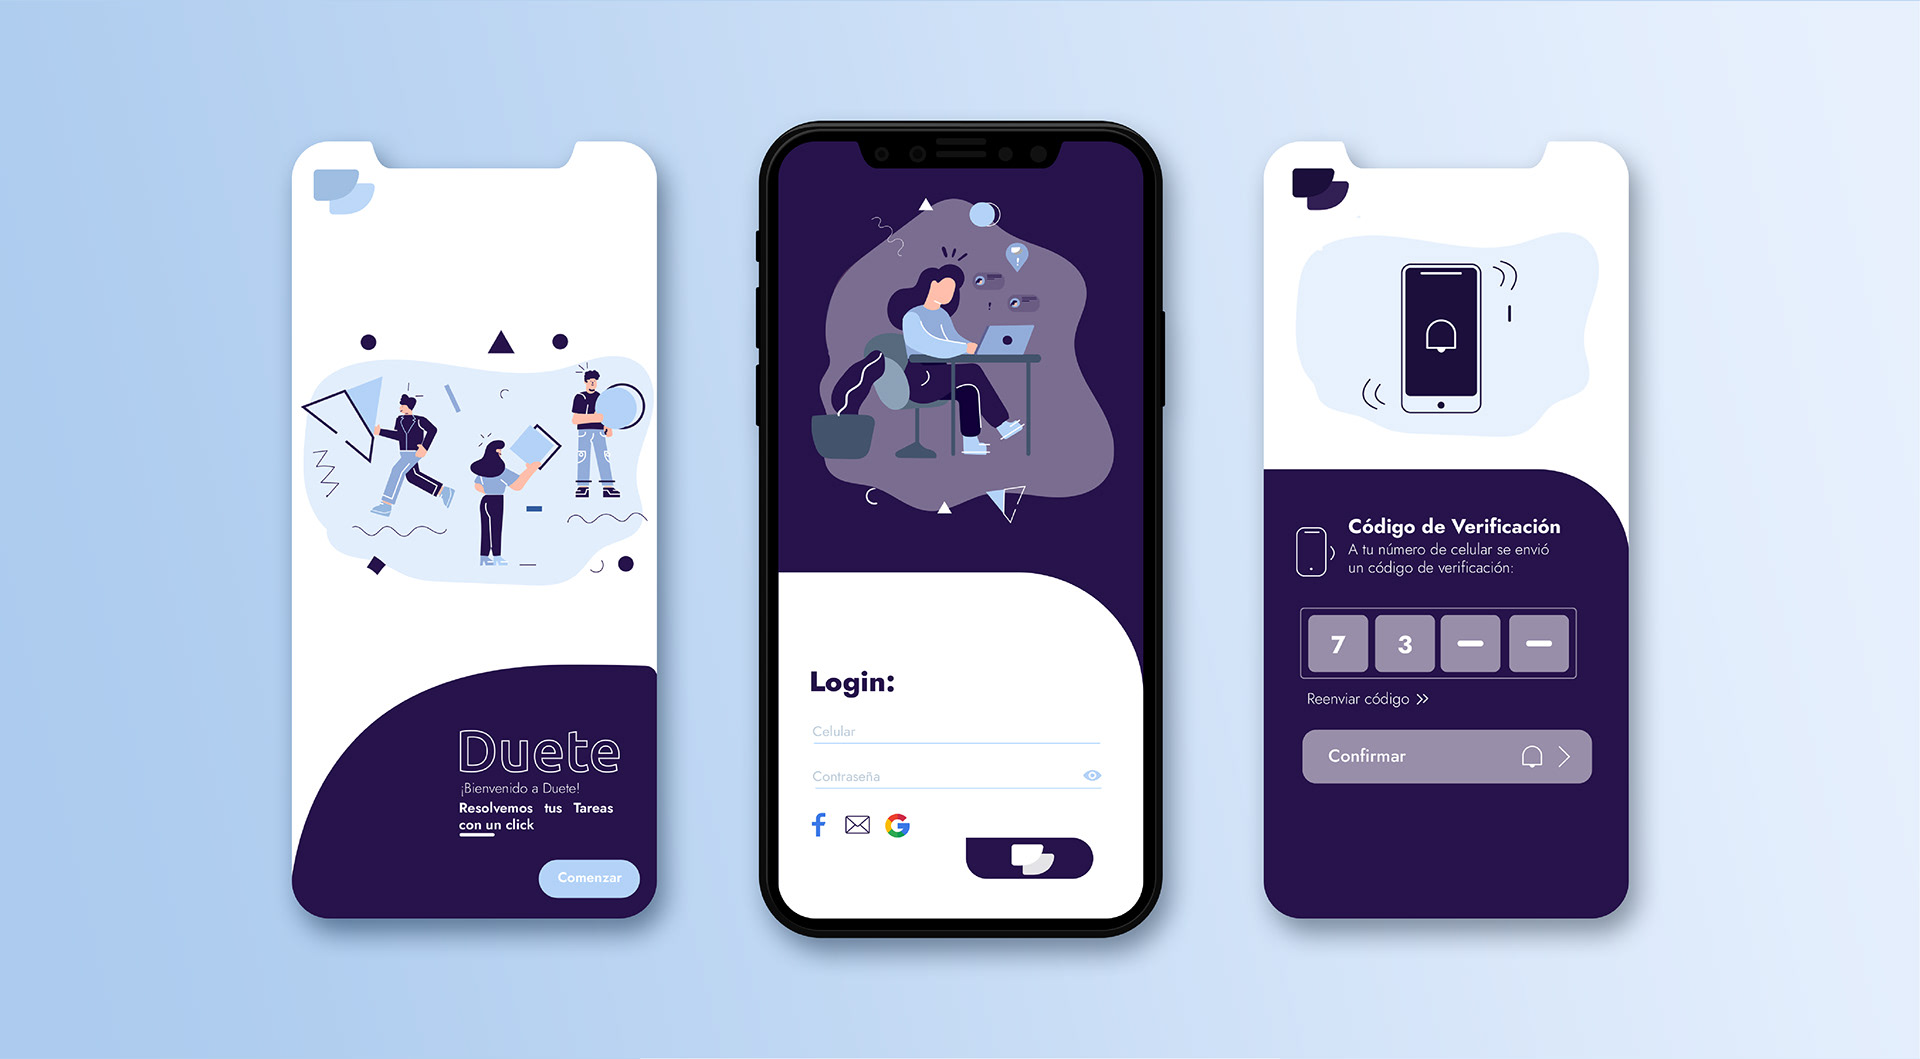 Duete
¡Bienvenido a Duete!
Resolvemos tus Tareas
con un click
Comenzar
Login:
Celular
Contraseña
Código de Verificación
A tu número de celular se envió
un código de verificación:
7 3 – –
Reenviar código >>
Confirmar >